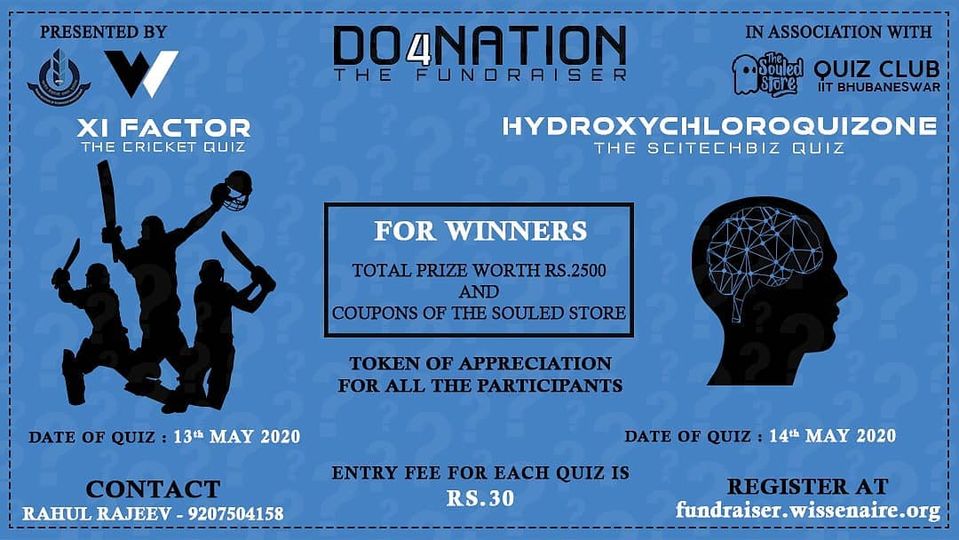 PRESENTED BY
W
DO4NATION
THE FUNDRAISER
IN ASSOCIATION WITH
The
Souled
Store
QUIZ CLUB
IIT BHUBANESWAR
XI FACTOR
THE CRICKET QUIZ
HYDROXYCHLOROQUIZONE
THE SCITECHBIZ QUIZ
FOR WINNERS
TOTAL PRIZE WORTH RS.2500
AND
COUPONS OF THE SOULED STORE
TOKEN OF APPRECIATION
FOR ALL THE PARTICIPANTS
DATE OF QUIZ : 13th MAY 2020
DATE OF QUIZ : 14th MAY 2020
ENTRY FEE FOR EACH QUIZ IS
RS.30
CONTACT
RAHUL RAJEEV - 9207504158
REGISTER AT
fundraiser.wissenaire.org